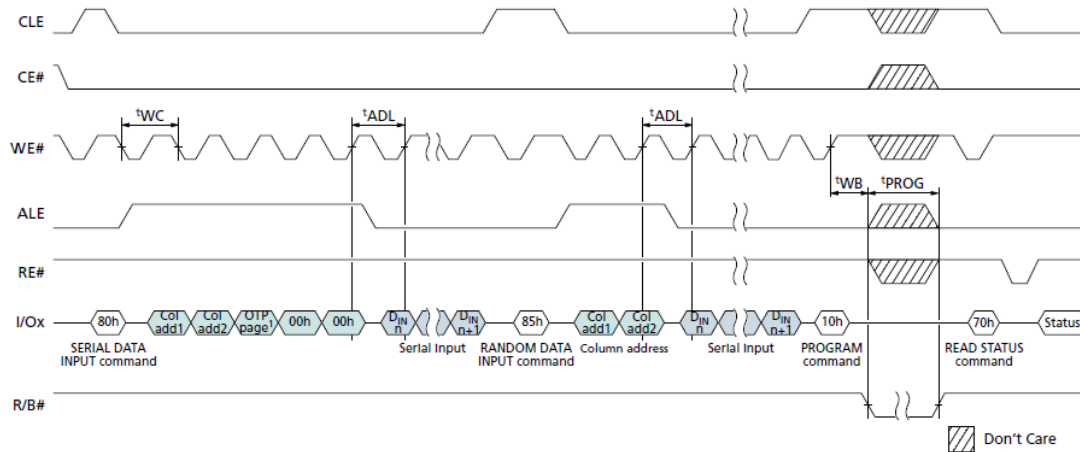 CLE
CE#
tWC
tADL
tADL
WE#
tWB
tPROG
ALE
RE#
I/Ox
80h
Col add1
Col add2
OTP page1
00h
00h
DIN n
DIN n+1
85h
Col add1
Col add2
DIN n
DIN n+1
10h
70h
Status
SERIAL DATA
INPUT command
Serial Input
RANDOM DATA
INPUT command
Column address
Serial Input
PROGRAM
command
READ STATUS
command
R/B#
Don't Care